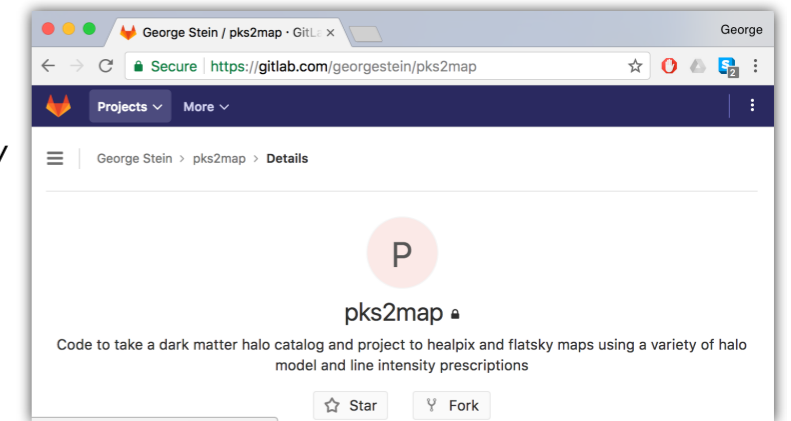 George Stein / pks2map · GitLa ×
George
Secure https://gitlab.com/georgestein/pks2map
2
Projects More
George Stein > pks2map > Details
P
pks2map
Code to take a dark matter halo catalog and project to healpix and flatsky maps using a variety of halo
model and line intensity prescriptions
Star Fork